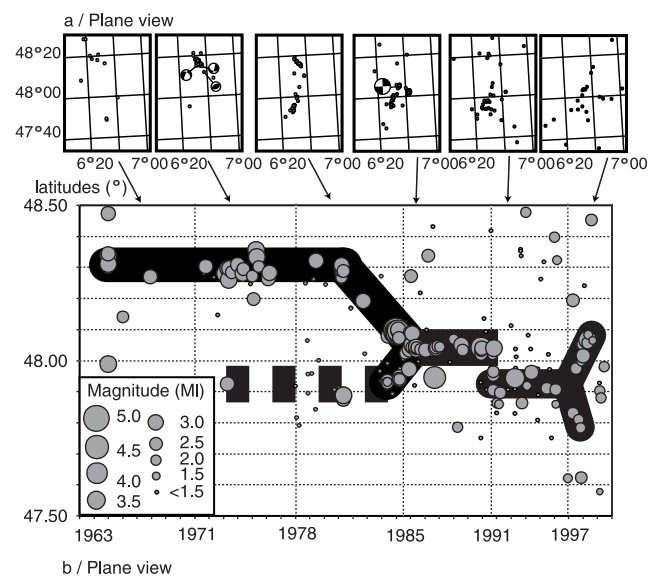 a / Plane view
48°20
48°00
47°40
6°20 7°00 6°20 7°00 6°20 7°00 6°20 7°00 6°20 7°00 6°20 7°00
latitudes (°)
48.50
48.00
47.50
Magnitude (Ml)
5.0 3.0
4.5 2.5
2.0
4.0 1.5
3.5 <1.5
1963 1971 1978 1985 1991 1997
b / Plane view